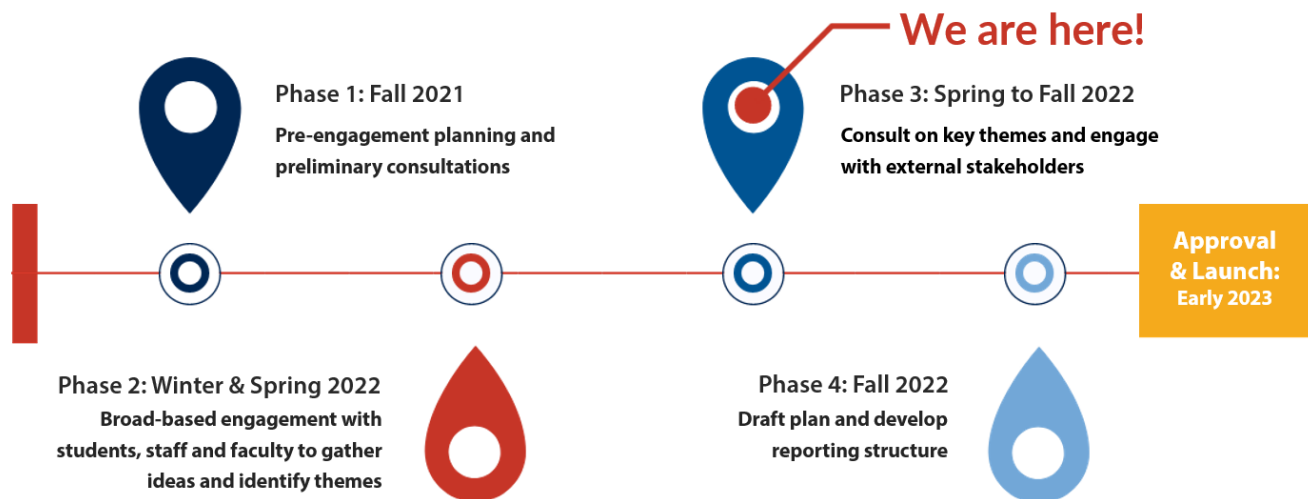 We are here!
Phase 1: Fall 2021
Pre-engagement planning and
preliminary consultations
Phase 3: Spring to Fall 2022
Consult on key themes and engage
with external stakeholders
Approval
& Launch:
Early 2023
Phase 2: Winter & Spring 2022
Broad-based engagement with
students, staff and faculty to gather
ideas and identify themes
Phase 4: Fall 2022
Draft plan and develop
reporting structure